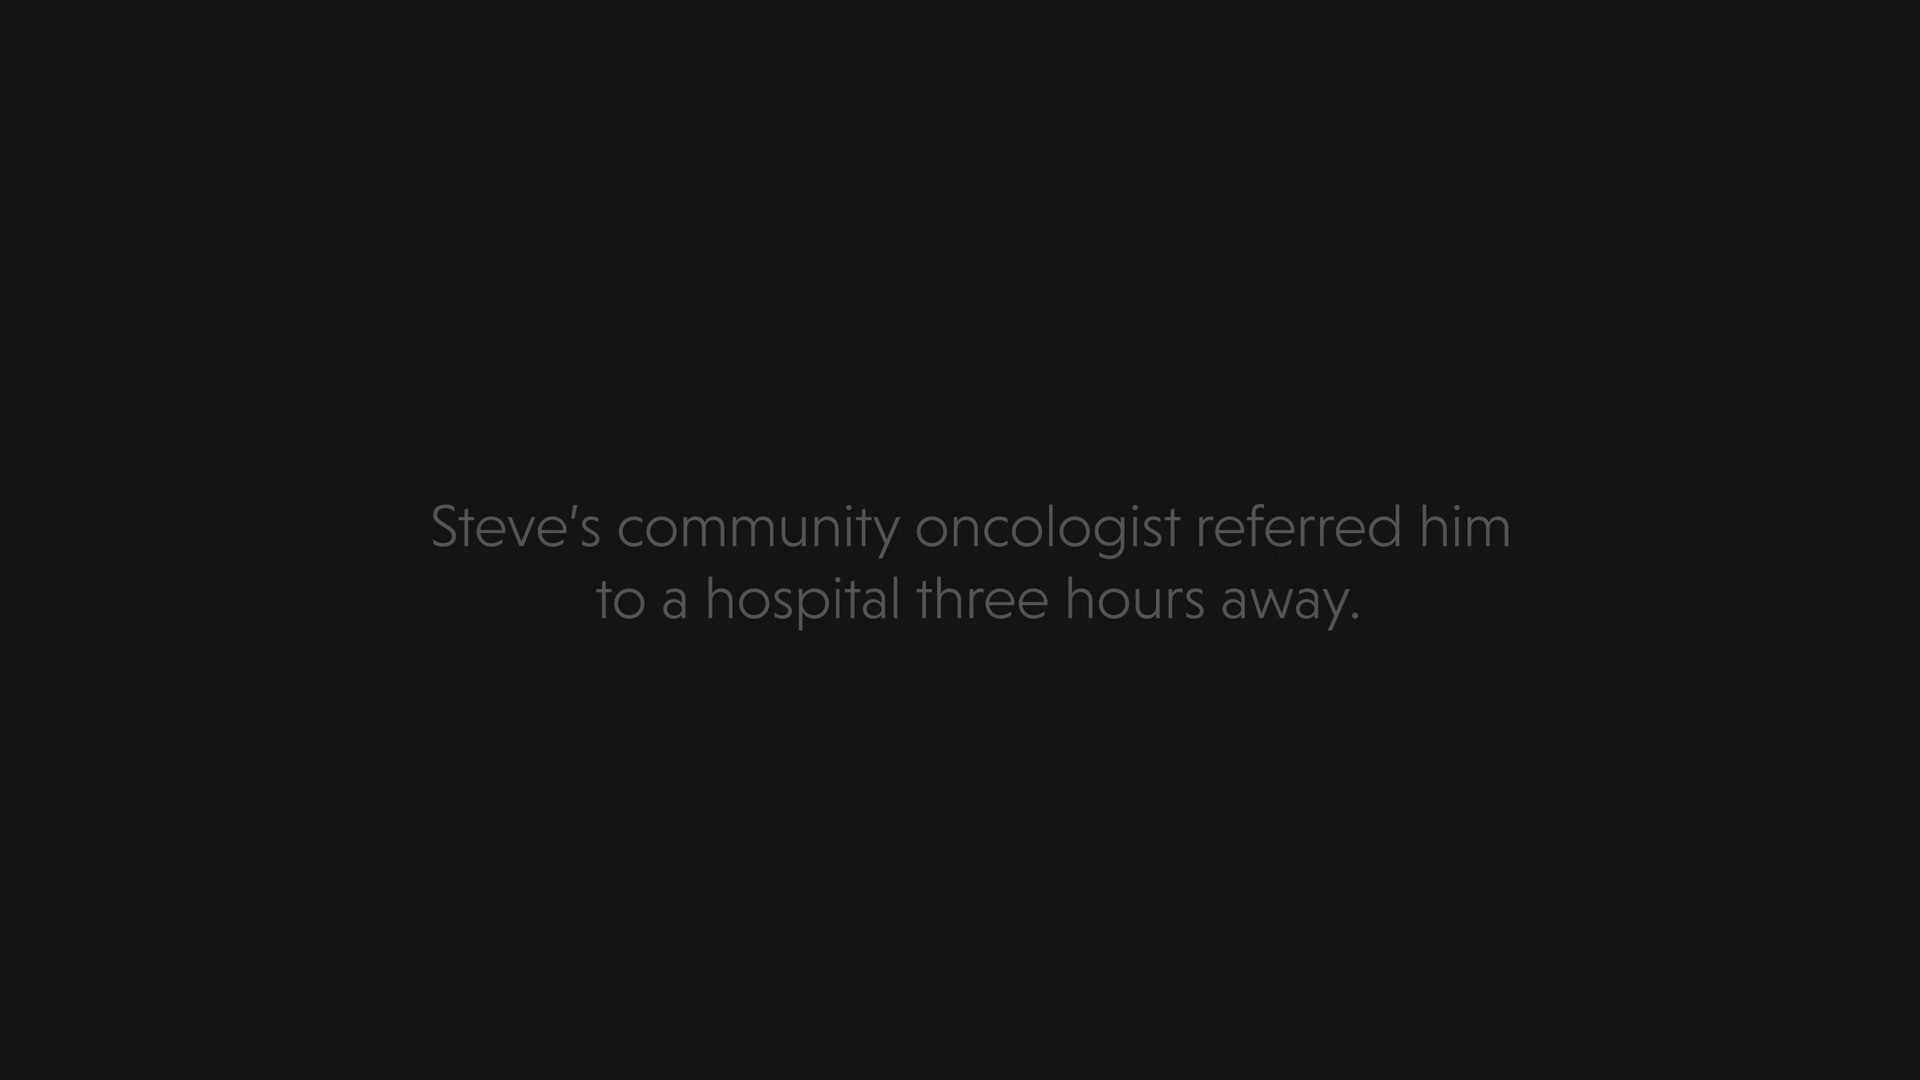 Steve’s community oncologist referred him
to a hospital three hours away.